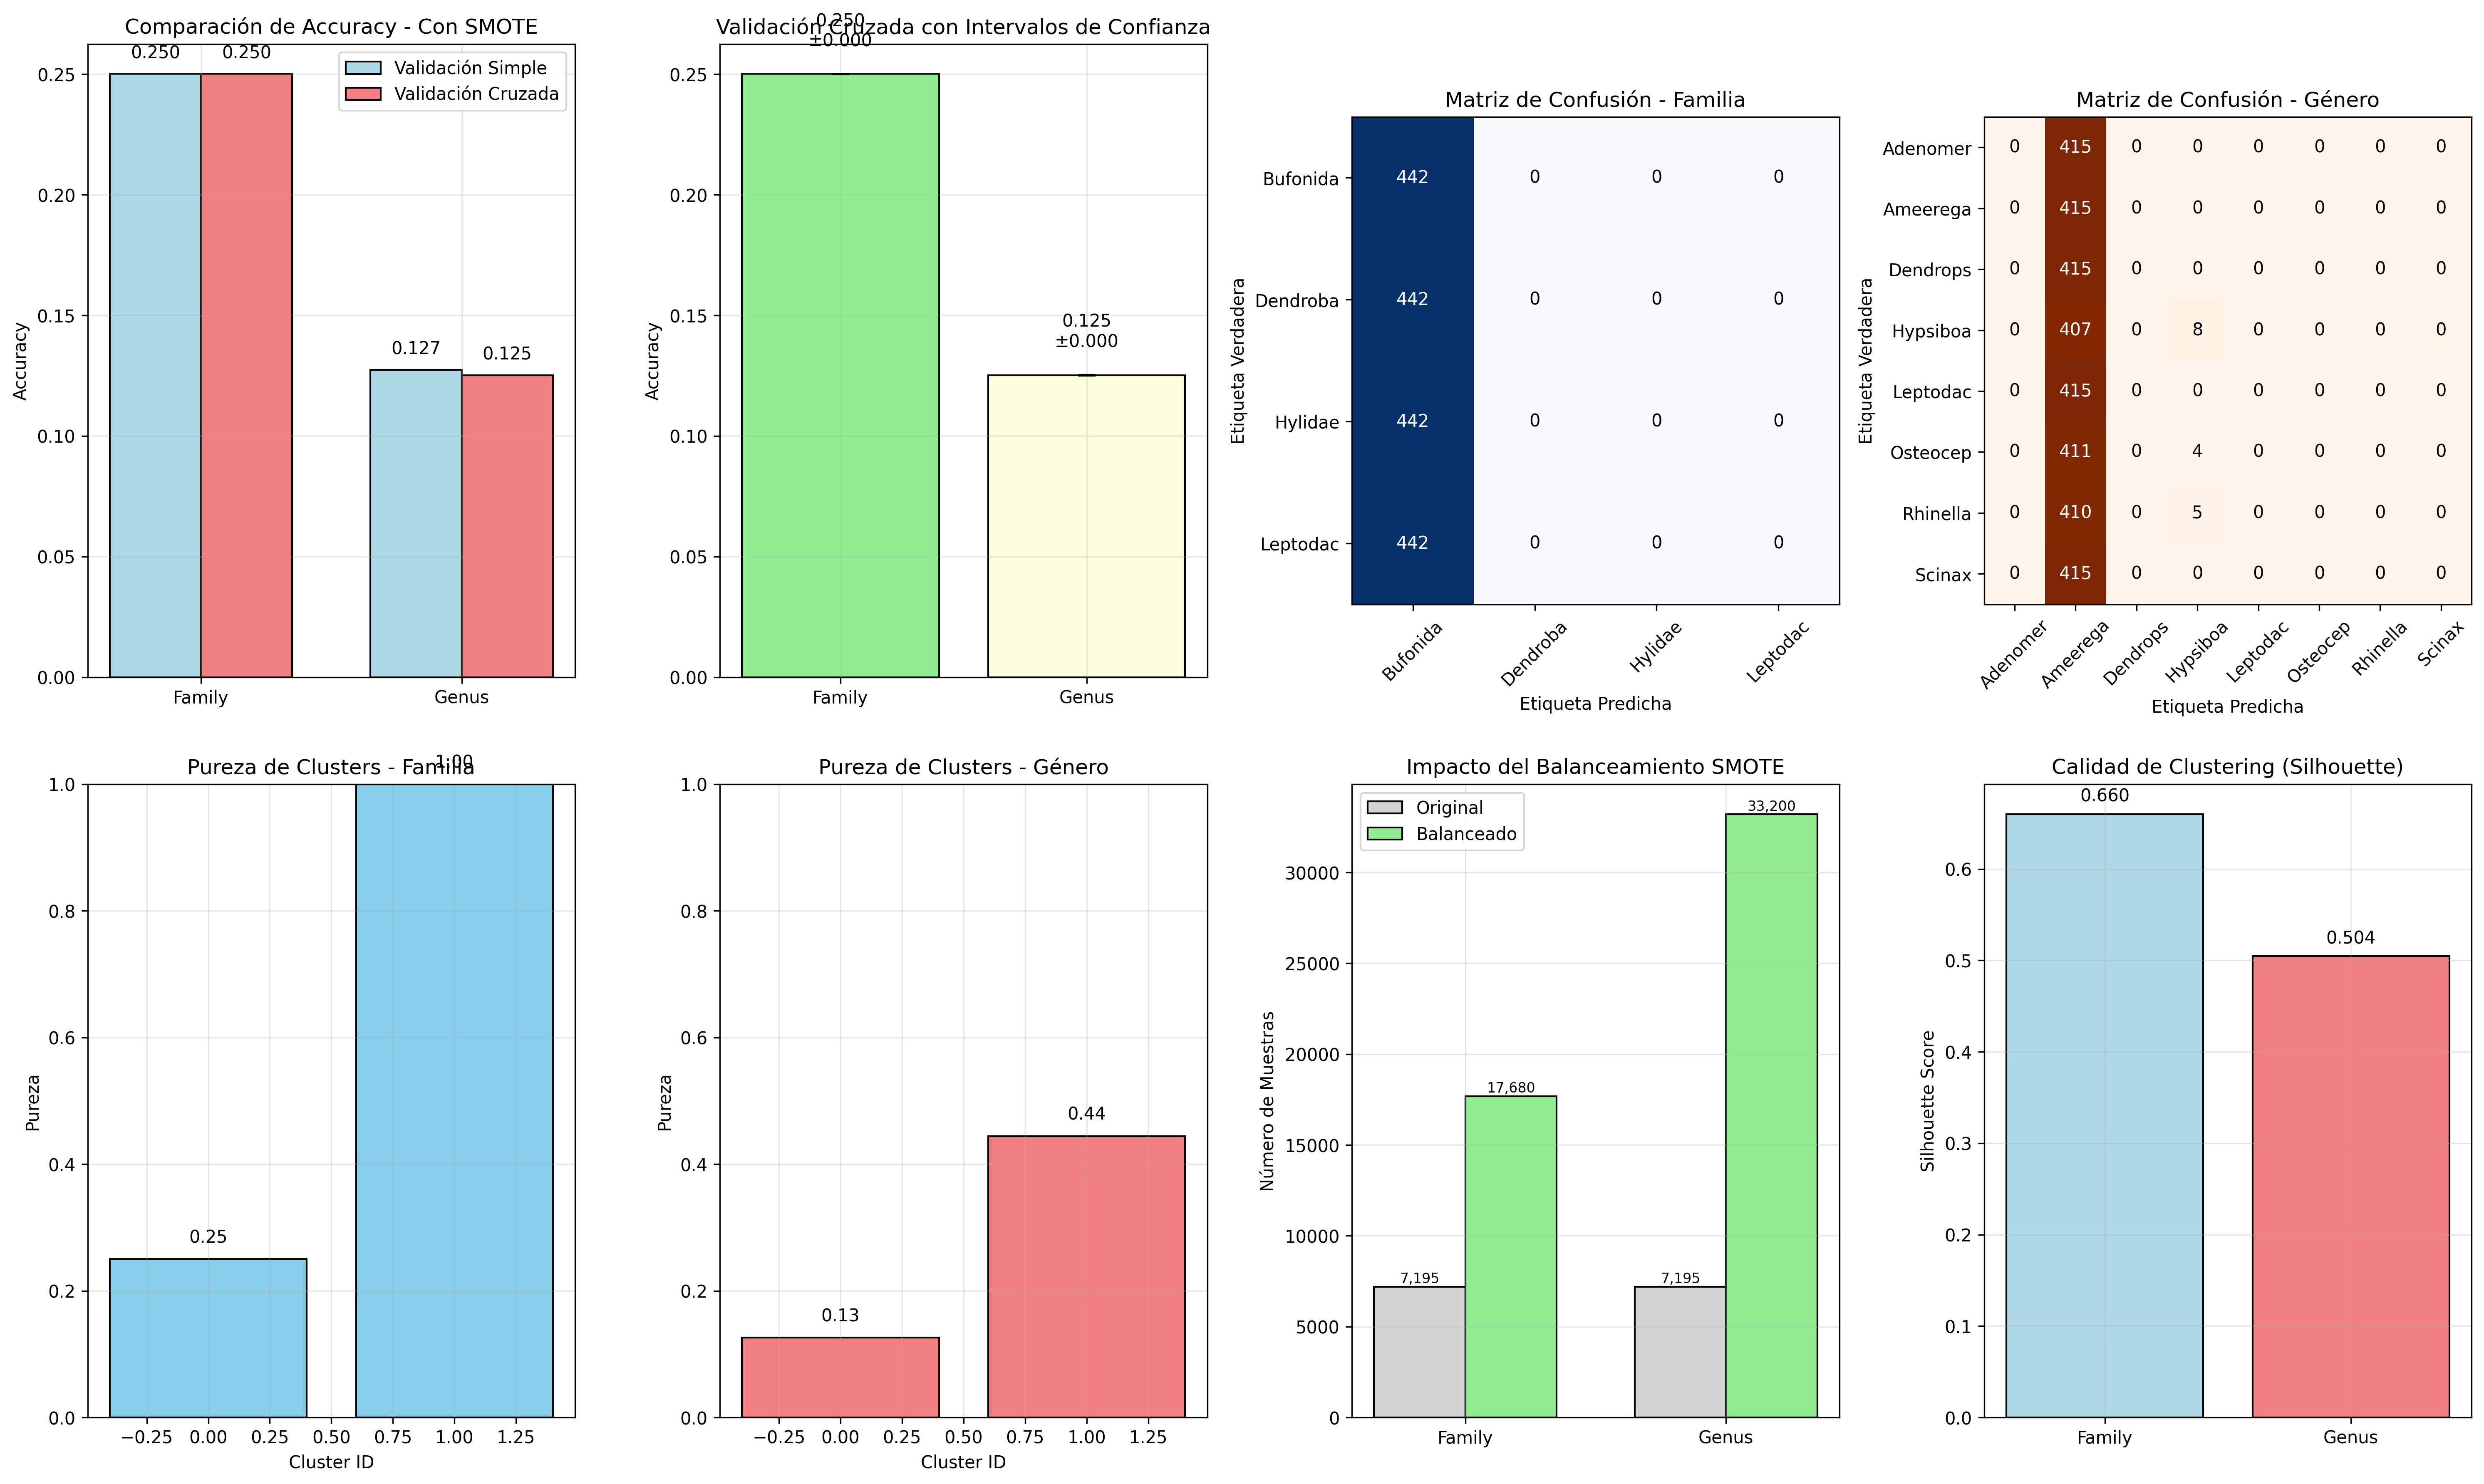 Comparación de Accuracy - Con SMOTE
0.250
0.250
Validación Simple
Validación Cruzada
Accuracy
0.25
0.20
0.15
0.10
0.05
0.00
0.127
0.125
Family
Genus
Validación Cruzada con Intervalos de Confianza
0.250
±0.000
Accuracy
0.25
0.20
0.15
0.10
0.05
0.00
0.125
±0.000
Family
Genus
Matriz de Confusión - Familia
Etiqueta Verdadera
Bufonida 442 0 0 0
Dendroba 442 0 0 0
Hylidae 442 0 0 0
Leptodac 442 0 0 0
Bufonida Dendroba Hylidae Leptodac
Etiqueta Predicha
Matriz de Confusión - Género
Etiqueta Verdadera
Adenomer 0 415 0 0 0 0 0 0
Ameerega 0 415 0 0 0 0 0 0
Dendrops 0 415 0 0 0 0 0 0
Hypsiboa 0 407 0 8 0 0 0 0
Leptodac 0 415 0 0 0 0 0 0
Osteocep 0 411 0 4 0 0 0 0
Rhinella 0 410 0 5 0 0 0 0
Scinax 0 415 0 0 0 0 0 0
Adenomer Ameerega Dendrops Hypsiboa Leptodac Osteocep Rhinella Scinax
Etiqueta Predicha
Pureza de Clusters - Familia
1.00
Pureza
1.0
0.8
0.6
0.4
0.2
0.0
0.25
−0.25 0.00 0.25 0.50 0.75 1.00 1.25
Cluster ID
Pureza de Clusters - Género
Pureza
1.0
0.8
0.6
0.4
0.2
0.0
0.13
0.44
−0.25 0.00 0.25 0.50 0.75 1.00 1.25
Cluster ID
Impacto del Balanceamiento SMOTE
Original
Balanceado
Número de Muestras
30000
25000
20000
15000
10000
5000
0
7,195
17,680
7,195
33,200
Family
Genus
Calidad de Clustering (Silhouette)
Silhouette Score
0.6
0.5
0.4
0.3
0.2
0.1
0.0
0.660
0.504
Family
Genus